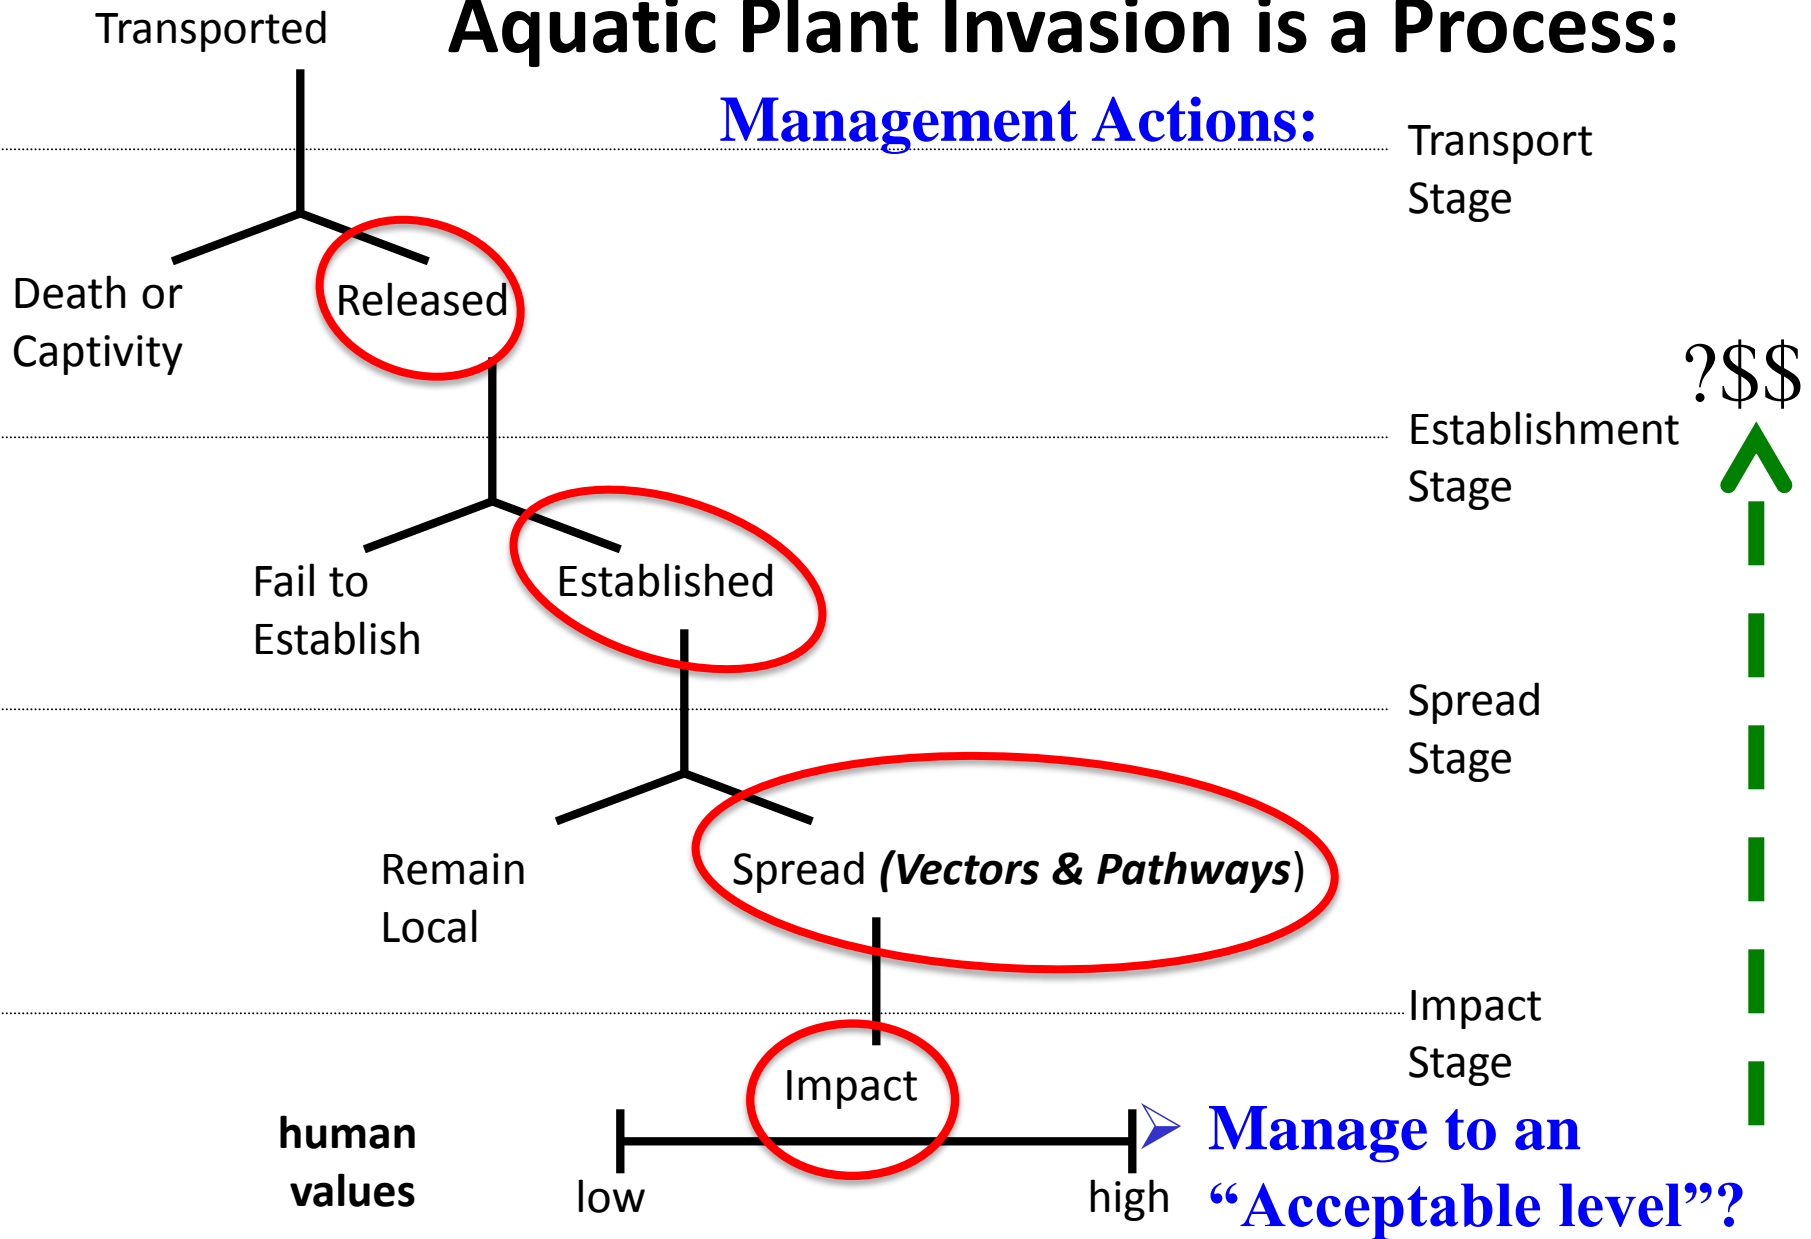 Transported
Aquatic Plant Invasion is a Process:
Management Actions:
Transport
Stage
Death or
Captivity
Released
?$$
Establishment
Stage
Fail to
Establish
Established
Spread
Stage
Remain
Local
Spread (Vectors & Pathways)
Impact
Stage
Impact
human
values
low
high
➢ Manage to an
“Acceptable level”?